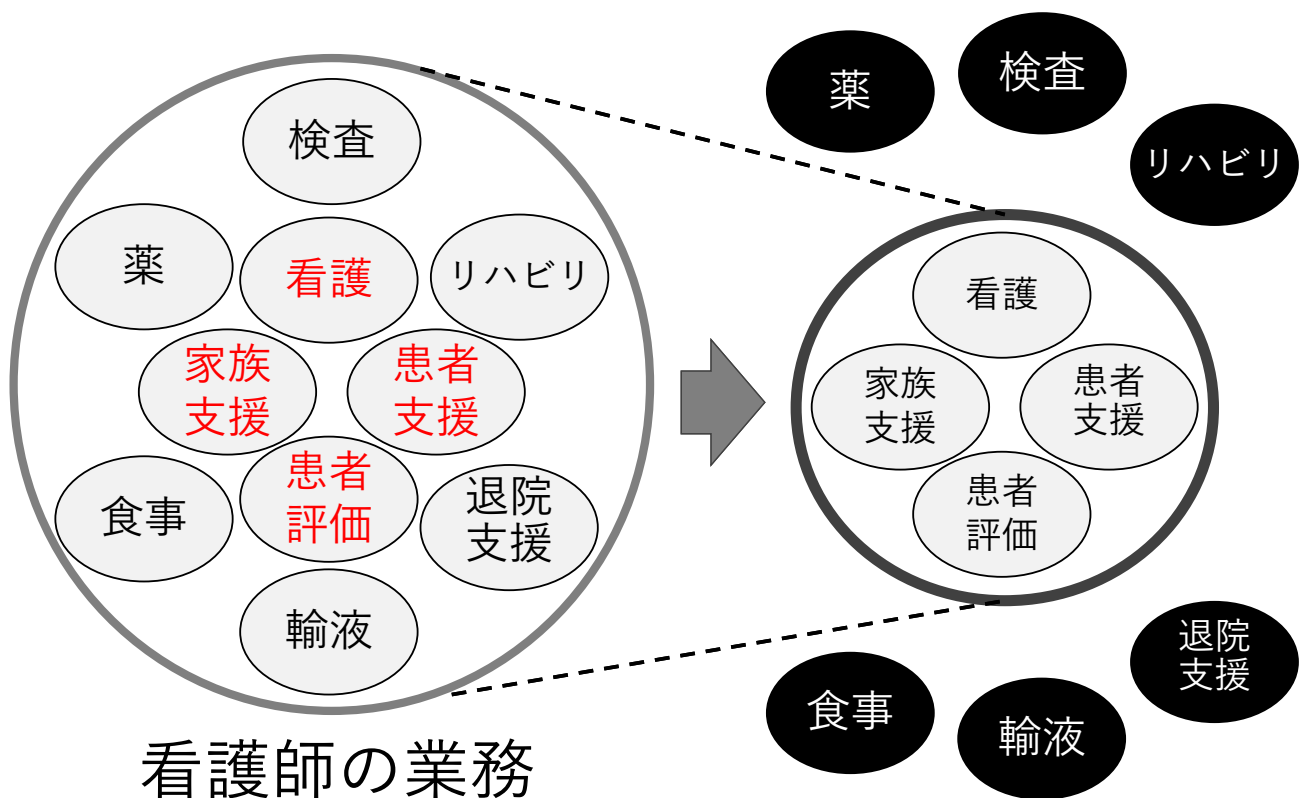 検査
薬
看護
リハビリ
家族
支援
患者
支援
食事
患者
評価
退院
支援
輸液
看護師の業務
薬
検査
リハビリ
看護
家族
支援
患者
支援
患者
評価
食事
輸液
退院
支援